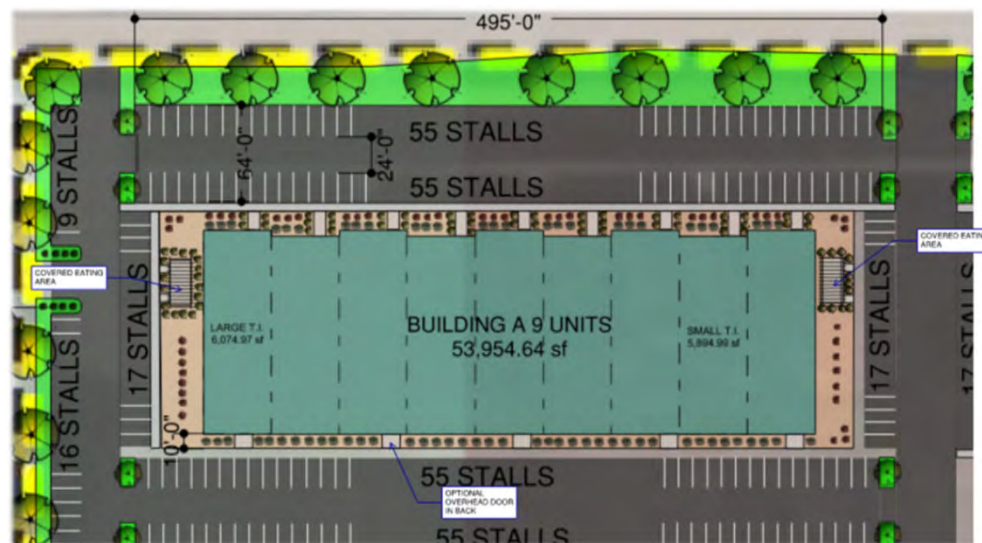 495'-0"
55 STALLS
64'-0"
24'-0"
55 STALLS
9 STALLS
COVERED EATING
AREA
COVERED EATING
AREA
17 STALLS
LARGE T.I.
6,074.97 sf
BUILDING A 9 UNITS
53,954.64 sf
SMALL T.I.
5,894.99 sf
17 STALLS
16 STALLS
10'-0"
55 STALLS
OPTIONAL
OVERHEAD DOOR
IN BACK
55 STALLS